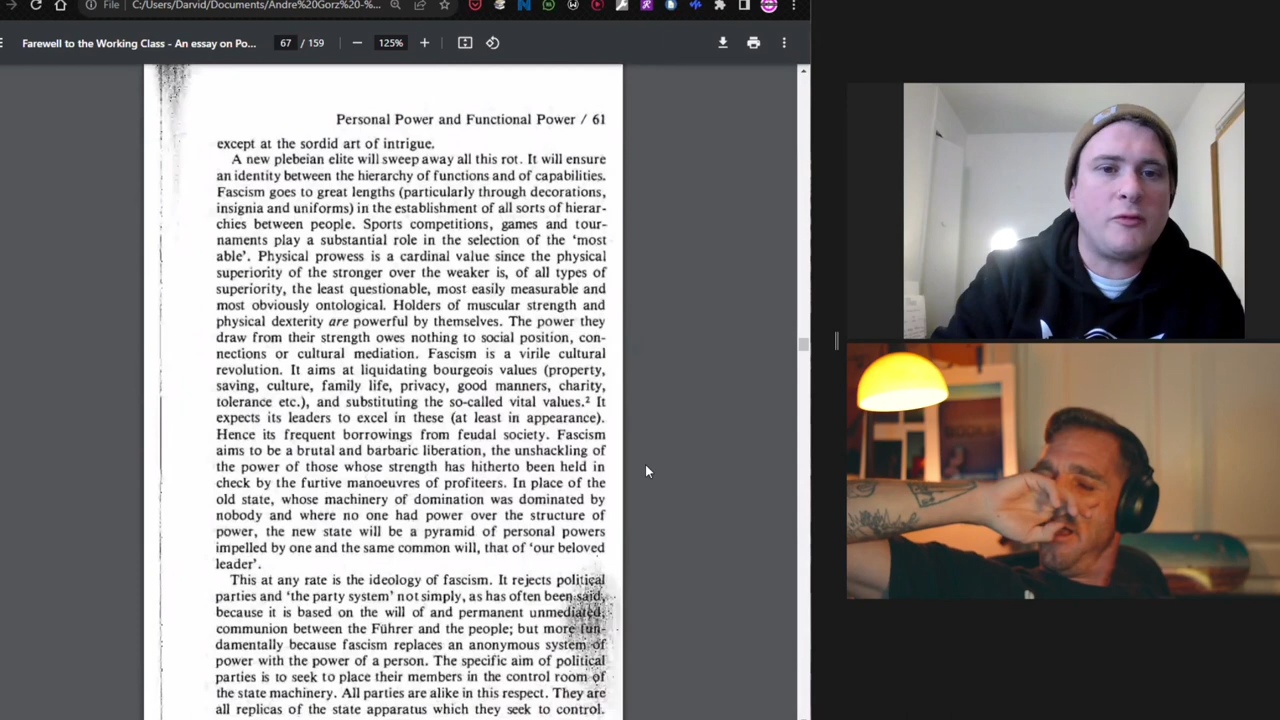 File
C:/Users/Darvid/Documents/Andre%20Gorz%20-%...
Farewell to the Working Class - An essay on Po...
67 / 159
125%
Personal Power and Functional Power / 61
except at the sordid art of intrigue.
A new plebeian elite will sweep away all this rot. It will ensure
an identity between the hierarchy of functions and of capabilities.
Fascism goes to great lengths (particularly through decorations,
insignia and uniforms) in the establishment of all sorts of hierar-
chies between people. Sports competitions, games and tour-
naments play a substantial role in the selection of the ‘most
able’. Physical prowess is a cardinal value since the physical
superiority of the stronger over the weaker is, of all types of
superiority, the least questionable, most easily measurable and
most obviously ontological. Holders of muscular strength and
physical dexterity are powerful by themselves. The power they
draw from their strength owes nothing to social position, con-
nections or cultural mediation. Fascism is a virile cultural
revolution. It aims at liquidating bourgeois values (property,
saving, culture, family life, privacy, good manners, charity,
tolerance etc.), and substituting the so-called vital values.² It
expects its leaders to excel in these (at least in appearance).
Hence its frequent borrowings from feudal society. Fascism
aims to be a brutal and barbaric liberation, the unshackling of
the power of those whose strength has hitherto been held in
check by the furtive manoeuvres of profiteers. In place of the
old state, whose machinery of domination was dominated by
nobody and where no one had power over the structure of
power, the new state will be a pyramid of personal powers
impelled by one and the same common will, that of ‘our beloved
leader’.
This at any rate is the ideology of fascism. It rejects political
parties and ‘the party system’ not simply, as has often been said,
because it is based on the will of and permanent unmediated,
communion between the Führer and the people; but more fun-
damentally because fascism replaces an anonymous system of
power with the power of a person. The specific aim of political
parties is to seek to place their members in the control room of
the state machinery. All parties are alike in this respect. They are
all replicas of the state apparatus which they seek to control.